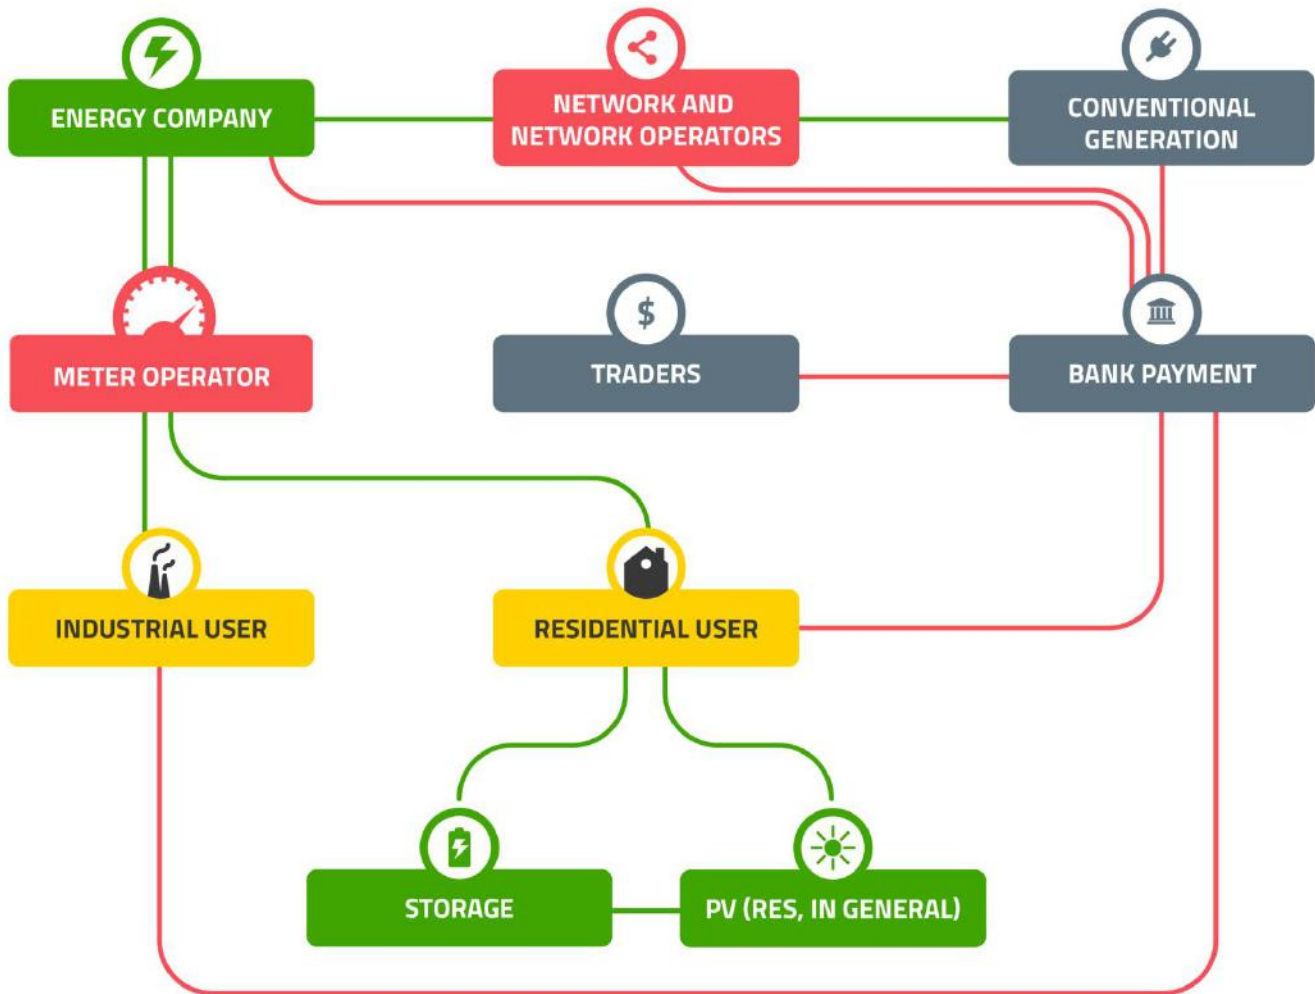 ENERGY COMPANY
NETWORK AND
NETWORK OPERATORS
CONVENTIONAL
GENERATION
METER OPERATOR
$
TRADERS
BANK PAYMENT
INDUSTRIAL USER
RESIDENTIAL USER
STORAGE
PV (RES, IN GENERAL)